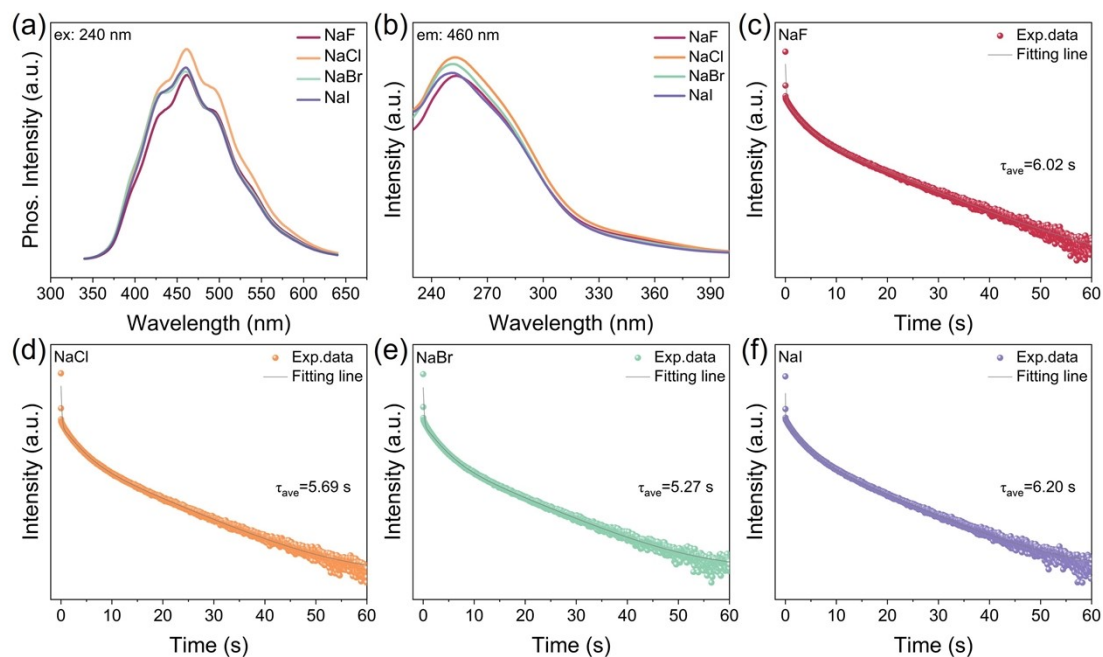 (a)
ex: 240 nm
NaF
NaCl
NaBr
NaI
Phos. Intensity (a.u.)
300 350 400 450 500 550 600 650
Wavelength (nm)
(b)
em: 460 nm
NaF
NaCl
NaBr
NaI
Intensity (a.u.)
240 270 300 330 360 390
Wavelength (nm)
(c)
NaF
Exp.data
Fitting line
τave=6.02 s
Intensity (a.u.)
0 10 20 30 40 50 60
Time (s)
(d)
NaCl
Exp.data
Fitting line
τave=5.69 s
Intensity (a.u.)
0 10 20 30 40 50 60
Time (s)
(e)
NaBr
Exp.data
Fitting line
τave=5.27 s
Intensity (a.u.)
0 10 20 30 40 50 60
Time (s)
(f)
NaI
Exp.data
Fitting line
τave=6.20 s
Intensity (a.u.)
0 10 20 30 40 50 60
Time (s)